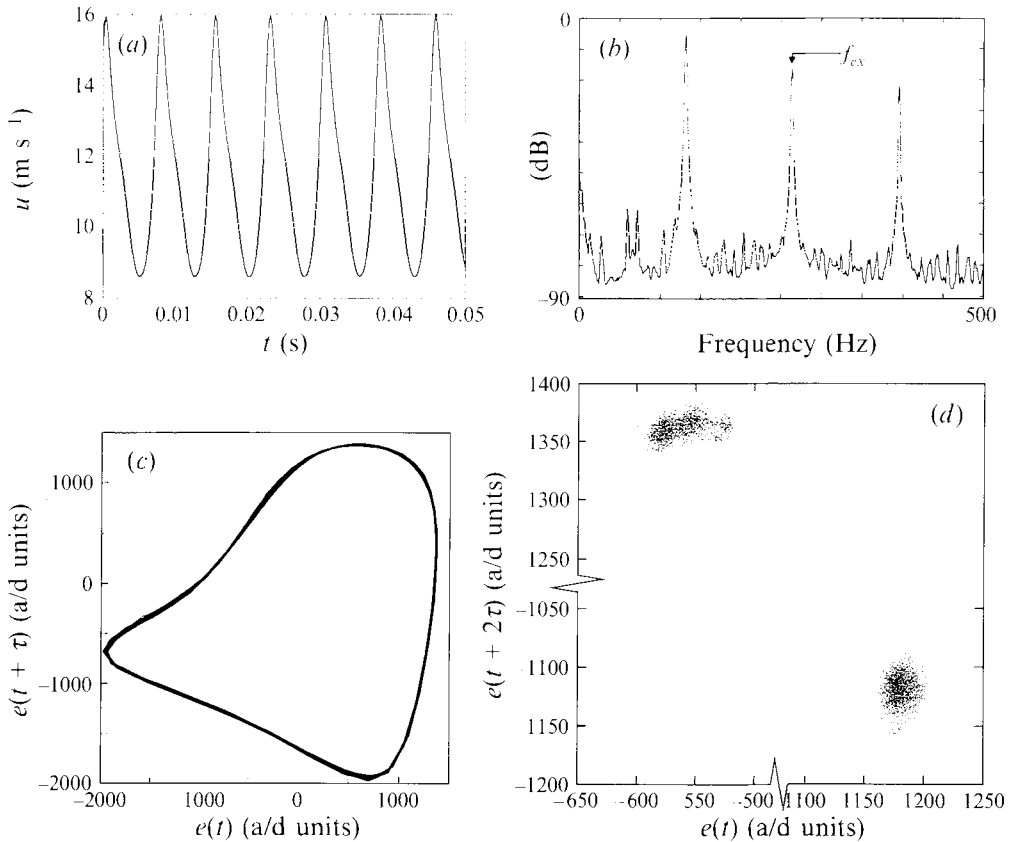 (a)
16
14
12
10
8
u (m s⁻¹)
0 0.01 0.02 0.03 0.04 0.05
t (s)
(b)
f_ex
0
(dB)
–90
0 500
Frequency (Hz)
(c)
1000
0
–1000
–2000
e(t + τ) (a/d units)
–2000 1000 0 1000
e(t) (a/d units)
(d)
1400
1350
1300
1250
–1050
–1100
–1150
–1200
e(t + 2τ) (a/d units)
–650 –600 –550 –500 1100 1150 1200 1250
e(t) (a/d units)